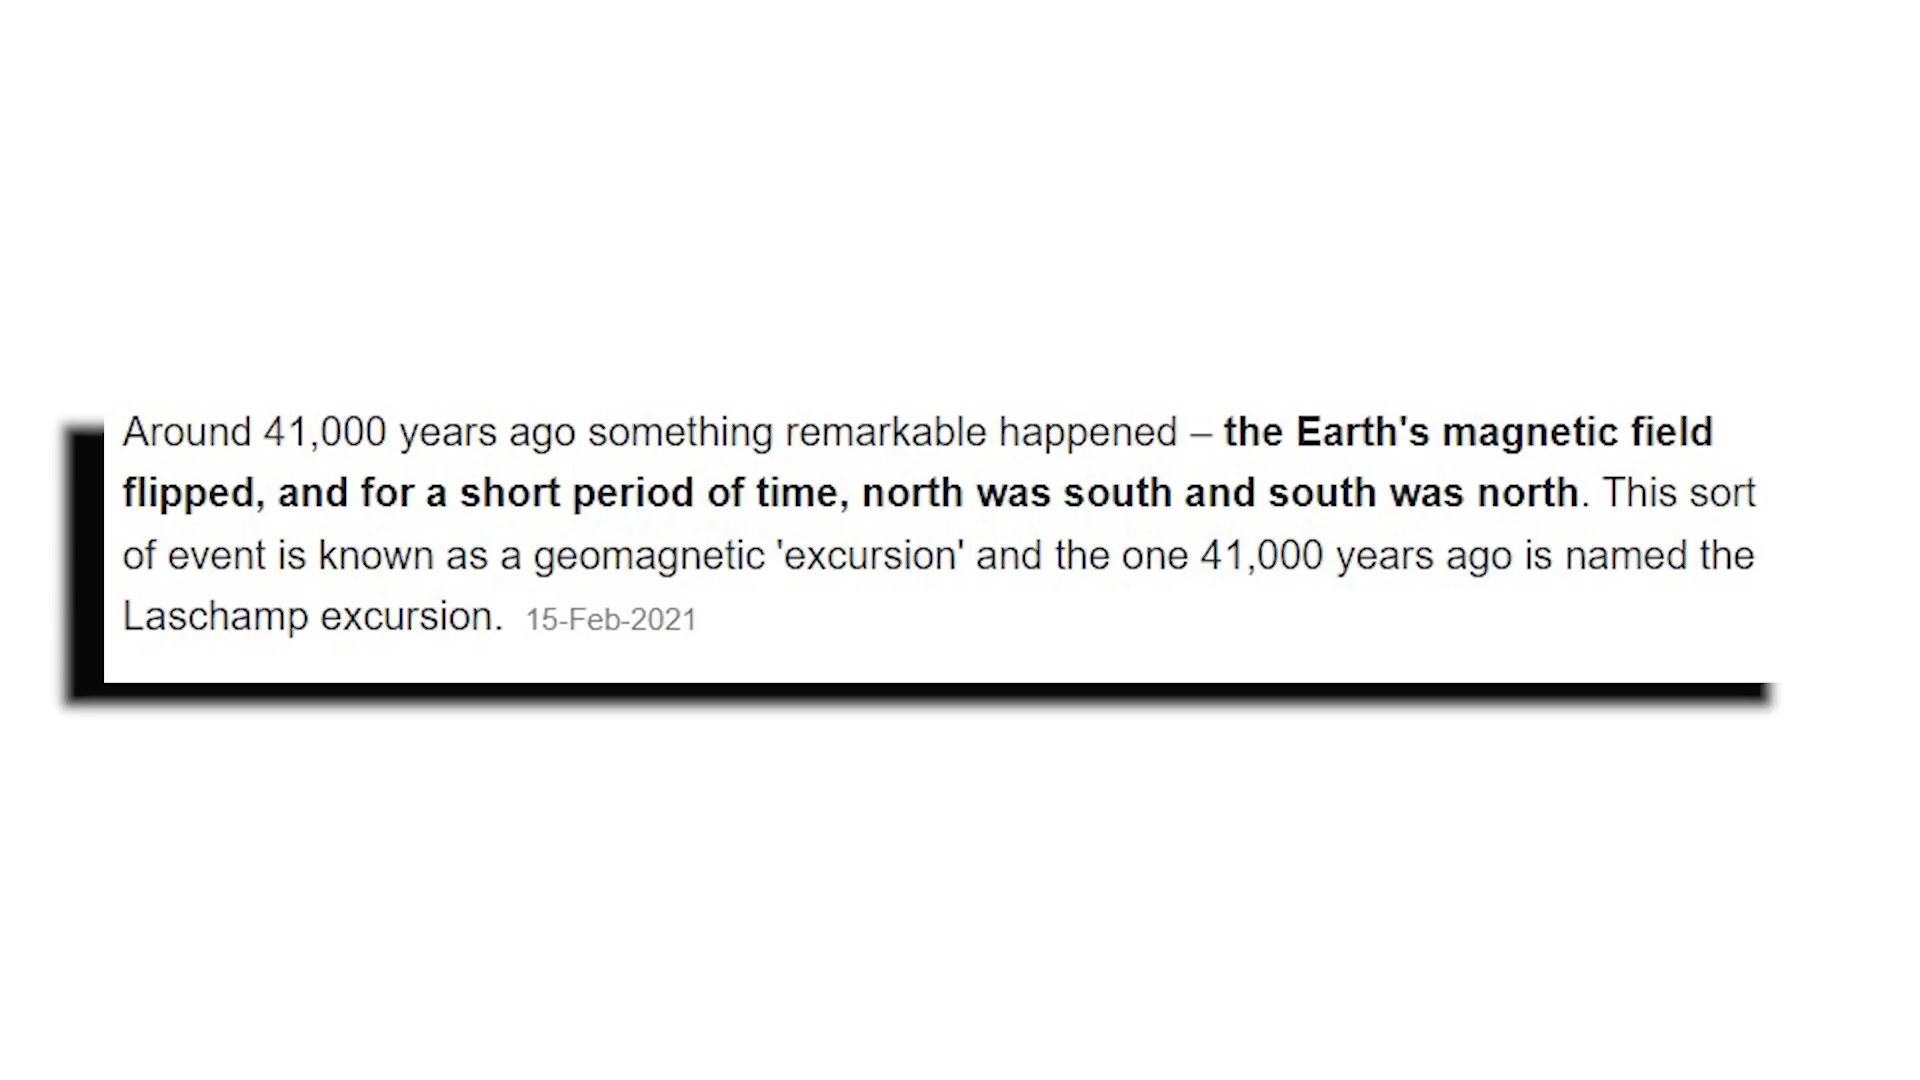 Around 41,000 years ago something remarkable happened – the Earth's magnetic field
flipped, and for a short period of time, north was south and south was north. This sort
of event is known as a geomagnetic 'excursion' and the one 41,000 years ago is named the
Laschamp excursion. 15-Feb-2021